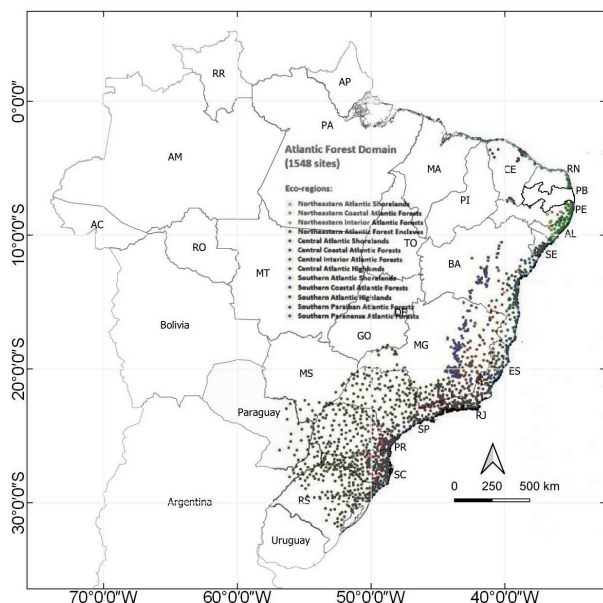 0°0'0"
10°0'0"S
20°0'0"S
30°0'0"S
70°0'0"W
60°0'0"W
50°0'0"W
40°0'0"W
RR
AP
AM
PA
Atlantic Forest Domain
(1548 sites)
Eco-regions:
Northeastern Atlantic Shorelands
Northeastern Coastal Atlantic Forests
Northeastern Interior Atlantic Forests
Northeastern Atlantic Forest Enclaves
Central Atlantic Shorelands
Central Coastal Atlantic Forests
Central Interior Atlantic Forests
Central Atlantic Highlands
Southern Atlantic Shorelands
Southern Coastal Atlantic Forests
Southern Atlantic Highlands
Southern Paraiban Atlantic Forests
Southern Paranense Atlantic Forests
MA
CE
RN
PB
PE
PI
AL
SE
AC
RO
TO
BA
MT
Bolivia
GO
MG
ES
MS
Paraguay
RJ
SP
PR
SC
RS
Argentina
Uruguay
0 250 500 km